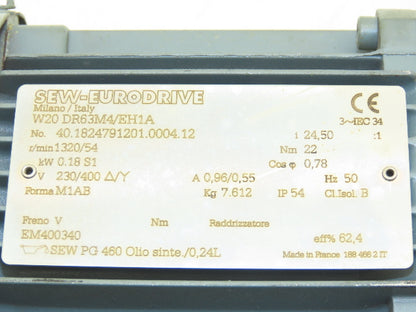 SEW-EURODRIVE
Milano / Italy
CE
W20 DR63M4/EH1A
3~IEC 34
No. 40.1824791201.0004.12
i 24,50 :1
r/min 1320/54
Nm 22
kW 0.18 S1
Cos φ 0,78
V 230/400 Δ/Y A 0,96/0,55 Hz 50
Forma M1AB Kg 7.612 IP 54 Cl.Isol. B
Freno V Nm Raddrizzatore
EM400340
eff% 62,4
SEW PG 460 Olio sinte./0,24L
Made in France 188 466 2 IT